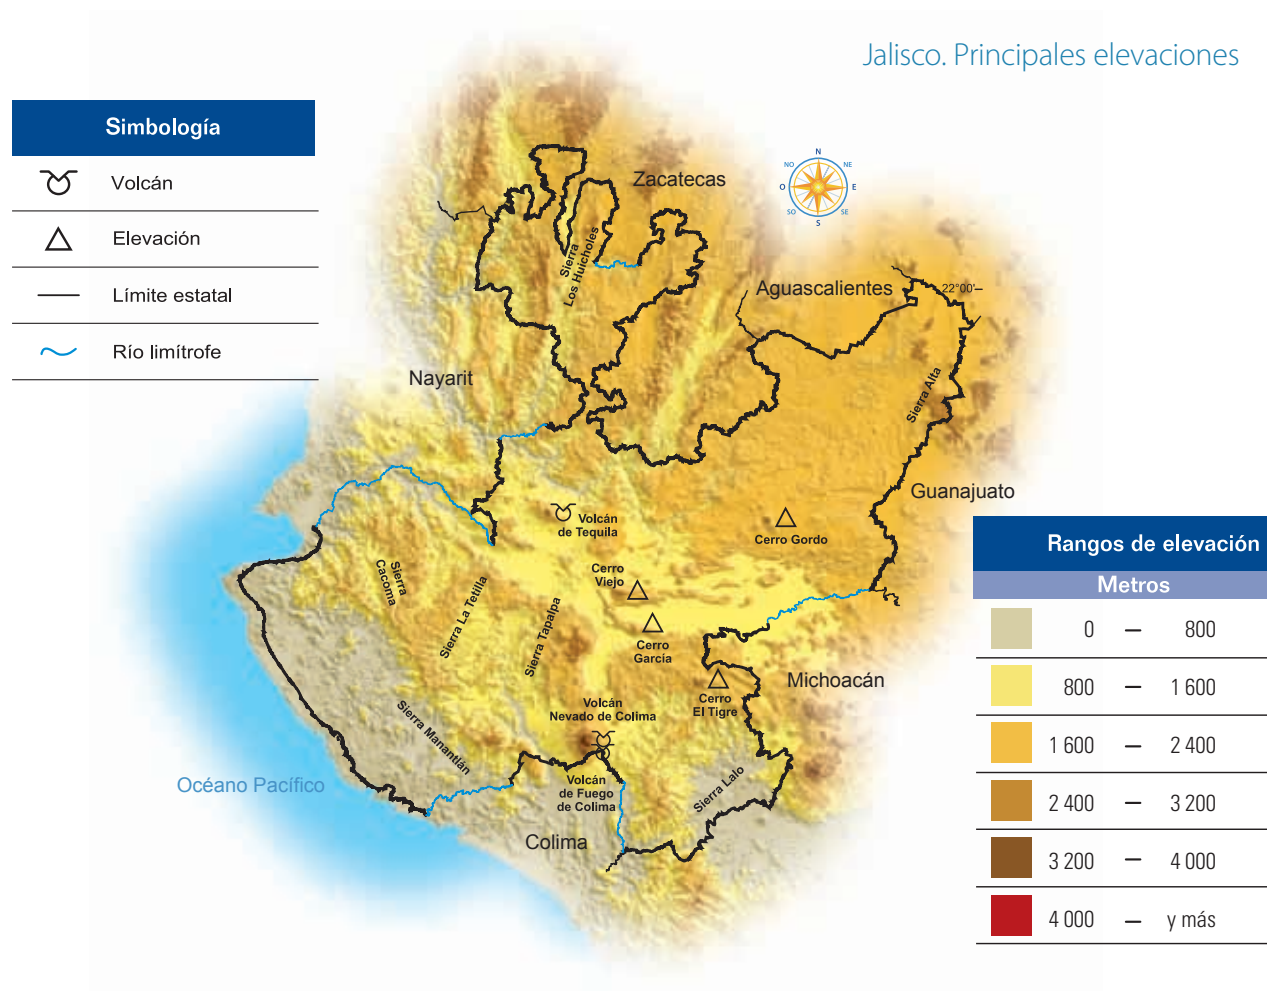 Jalisco. Principales elevaciones
Simbología
Volcán
Elevación
Límite estatal
Río limítrofe
N
NO
NE
O
E
SO
SE
S
Zacatecas
Sierra
Los Huicholes
Aguascalientes
22°00'
Nayarit
Sierra Alta
Guanajuato
Volcán
de Tequila
Cerro Gordo
Cerro
Viejo
Sierra
Cacoma
Sierra La Tetilla
Sierra Tapalpa
Cerro
García
Michoacán
Cerro
El Tigre
Volcán
Nevado de Colima
Sierra Manantlán
Océano Pacífico
Volcán
de Fuego
de Colima
Sierra Lalo
Colima
Rangos de elevación
Metros
0 – 800
800 – 1 600
1 600 – 2 400
2 400 – 3 200
3 200 – 4 000
4 000 – y más